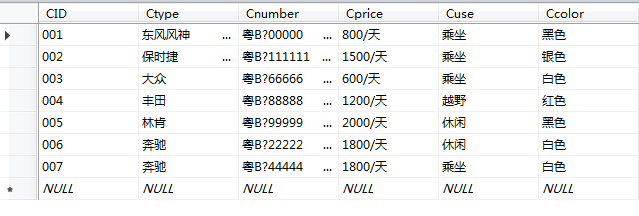 CID Ctype Cnumber Cprice Cuse Ccolor
001 东风风神 ... 粤B?00000 ... 800/天 乘坐 黑色
002 保时捷 ... 粤B?111111 ... 1500/天 乘坐 银色
003 大众 粤B?66666 ... 600/天 乘坐 白色
004 丰田 粤B?88888 ... 1200/天 越野 红色
005 林肯 粤B?99999 ... 2000/天 休闲 黑色
006 奔驰 粤B?22222 ... 1800/天 休闲 白色
007 奔驰 粤B?44444 ... 1800/天 乘坐 白色
NULL NULL NULL NULL NULL NULL